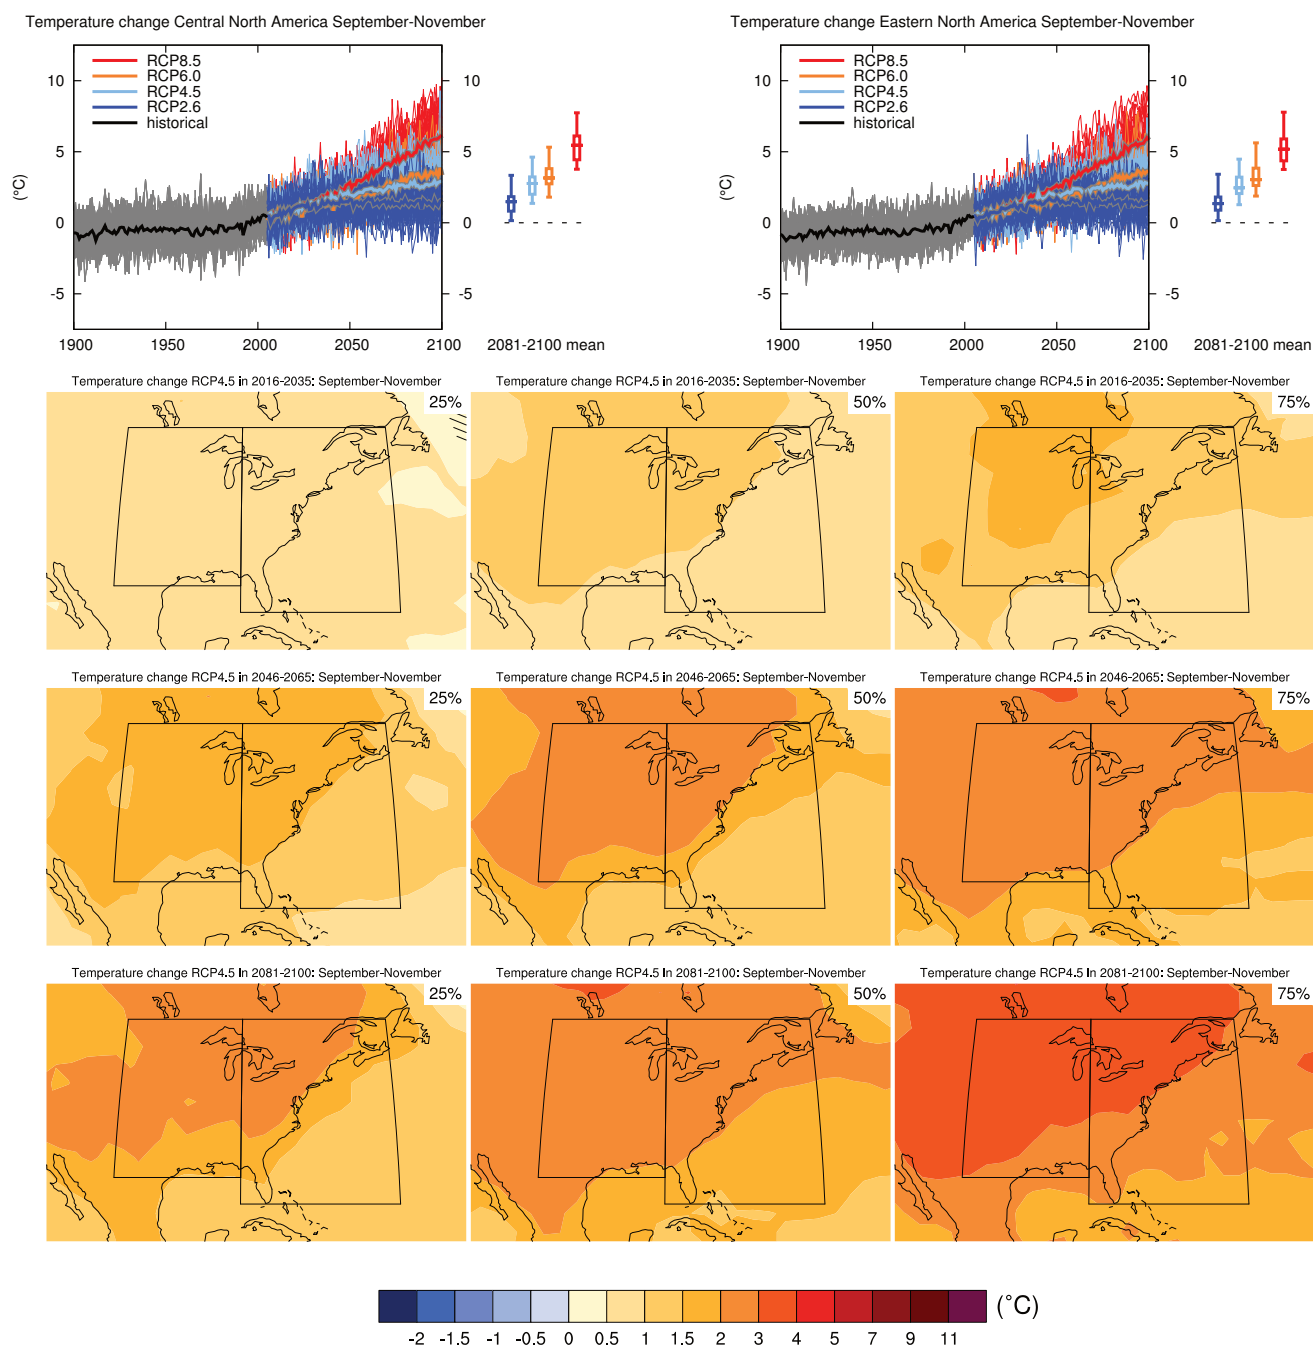 Temperature change Central North America September-November
RCP8.5
RCP6.0
RCP4.5
RCP2.6
historical
(°C)
10
5
0
-5
10
5
0
-5
1900 1950 2000 2050 2100
2081-2100 mean
Temperature change Eastern North America September-November
RCP8.5
RCP6.0
RCP4.5
RCP2.6
historical
(°C)
10
5
0
-5
10
5
0
-5
1900 1950 2000 2050 2100
2081-2100 mean
Temperature change RCP4.5 in 2016-2035: September-November
25%
Temperature change RCP4.5 in 2016-2035: September-November
50%
Temperature change RCP4.5 in 2016-2035: September-November
75%
Temperature change RCP4.5 in 2046-2065: September-November
25%
Temperature change RCP4.5 in 2046-2065: September-November
50%
Temperature change RCP4.5 in 2046-2065: September-November
75%
Temperature change RCP4.5 in 2081-2100: September-November
25%
Temperature change RCP4.5 in 2081-2100: September-November
50%
Temperature change RCP4.5 in 2081-2100: September-November
75%
(°C)
-2 -1.5 -1 -0.5 0 0.5 1 1.5 2 3 4 5 7 9 11